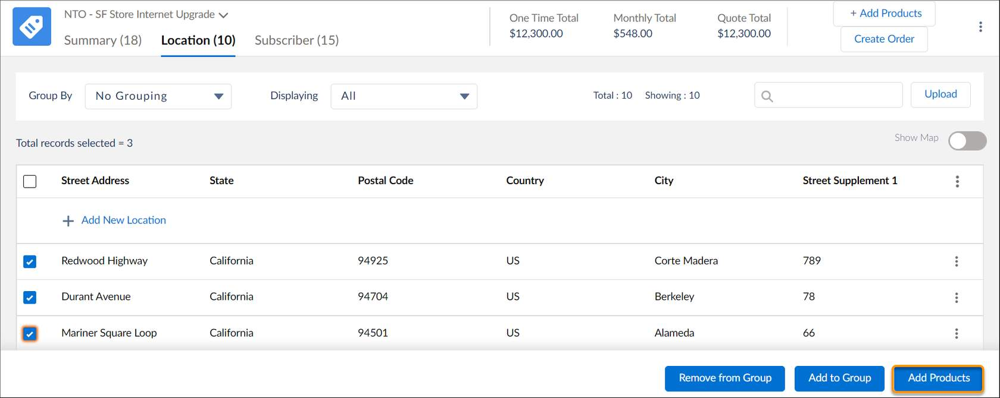 NTO - SF Store Internet Upgrade
Summary (18) Location (10) Subscriber (15)
One Time Total Monthly Total Quote Total
$12,300.00 $548.00 $12,300.00
+ Add Products
Create Order
Group By No Grouping Displaying All Total : 10 Showing : 10 Upload
Total records selected = 3 Show Map
Street Address State Postal Code Country City Street Supplement 1
+ Add New Location
Redwood Highway California 94925 US Corte Madera 789
Durant Avenue California 94704 US Berkeley 78
Mariner Square Loop California 94501 US Alameda 66
Remove from Group Add to Group Add Products